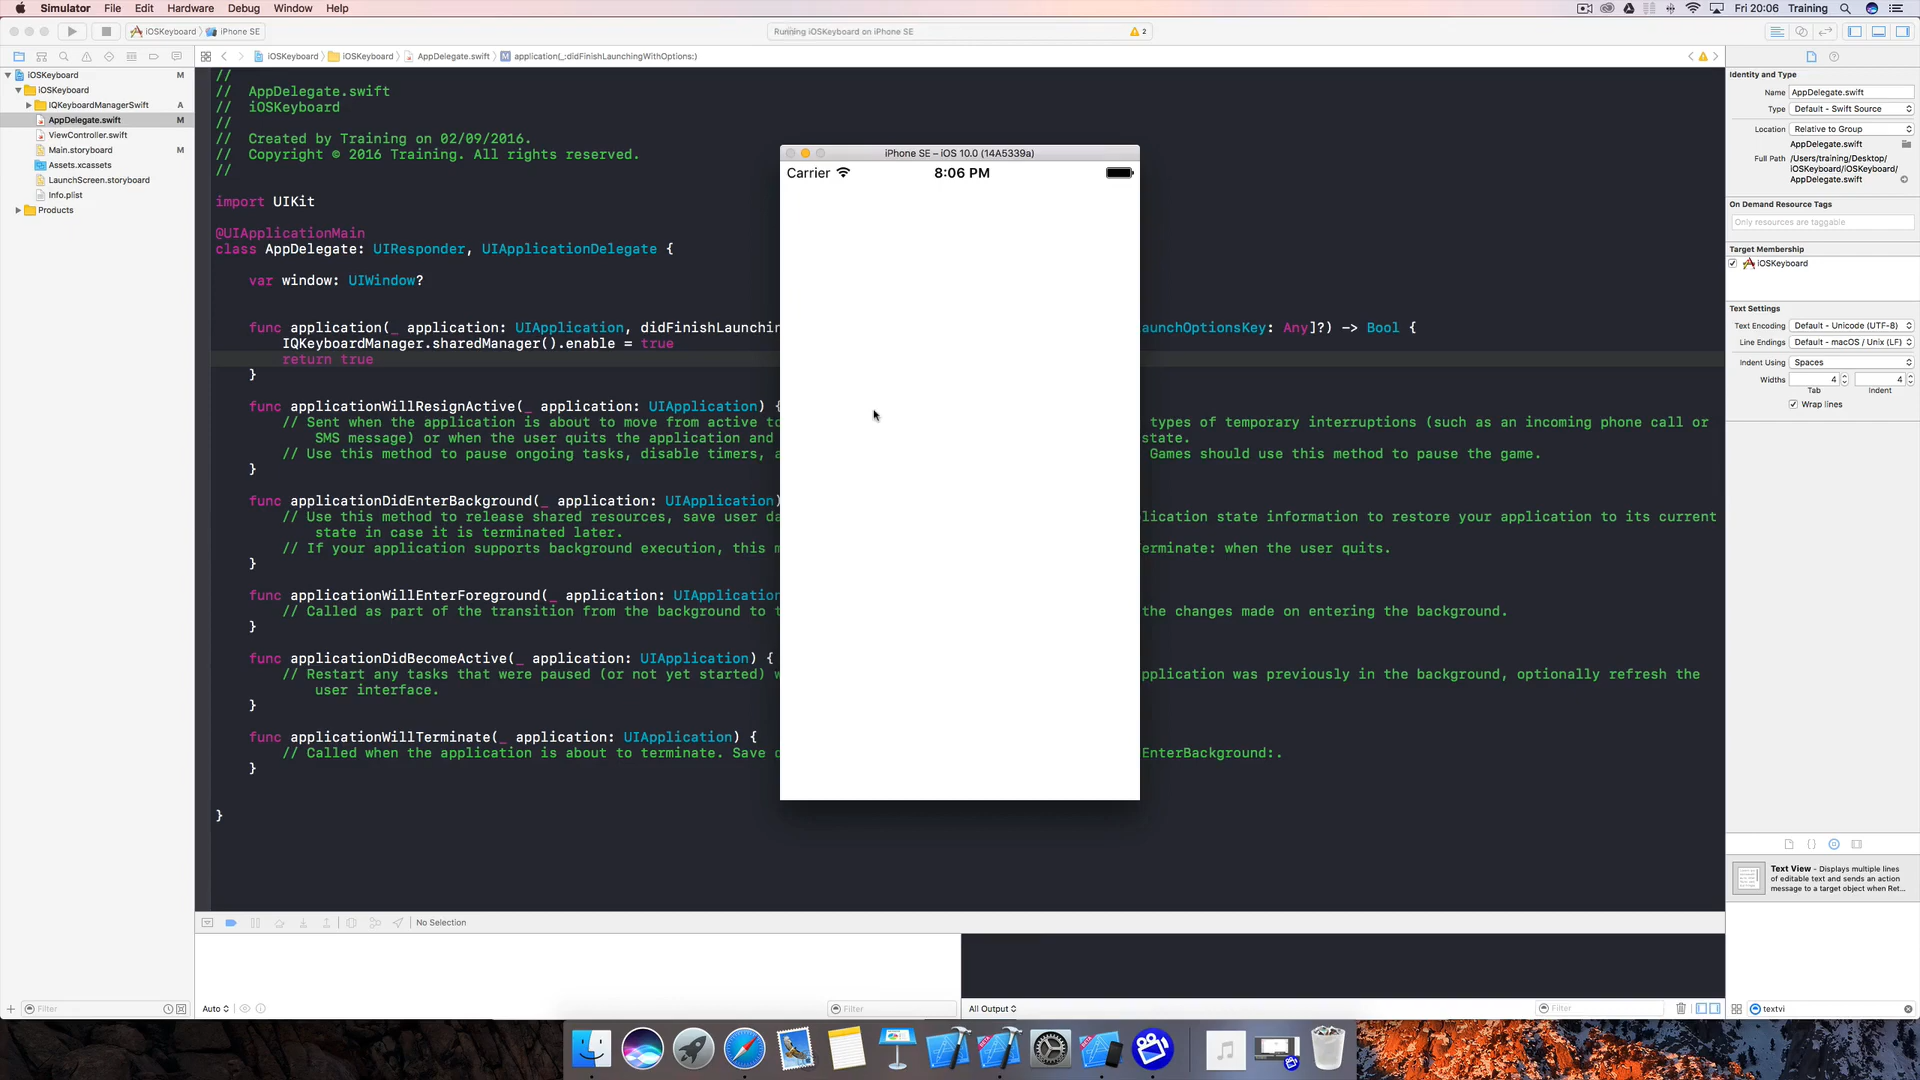 Simulator File Edit Hardware Debug Window Help
Fri 20:06 Training
iOSKeyboard iPhone SE
Running iOSKeyboard on iPhone SE
2
iOSKeyboard iOSKeyboard AppDelegate.swift M application(_:didFinishLaunchingWithOptions:)
iOSKeyboard M
iOSKeyboard
IQKeyboardManagerSwift A
AppDelegate.swift M
ViewController.swift
Main.storyboard M
Assets.xcassets
LaunchScreen.storyboard
Info.plist
Products
//
// AppDelegate.swift
// iOSKeyboard
//
// Created by Training on 02/09/2016.
// Copyright © 2016 Training. All rights reserved.
//
import UIKit
@UIApplicationMain
class AppDelegate: UIResponder, UIApplicationDelegate {
var window: UIWindow?
func application(_ application: UIApplication, didFinishLaunchin
aunchOptionsKey: Any]?) -> Bool {
IQKeyboardManager.sharedManager().enable = true
return true
}
func applicationWillResignActive(_ application: UIApplication) {
// Sent when the application is about to move from active to
types of temporary interruptions (such as an incoming phone call or
SMS message) or when the user quits the application and
state.
// Use this method to pause ongoing tasks, disable timers, a
Games should use this method to pause the game.
}
func applicationDidEnterBackground(_ application: UIApplication)
// Use this method to release shared resources, save user da
lication state information to restore your application to its current
state in case it is terminated later.
// If your application supports background execution, this m
erminate: when the user quits.
}
func applicationWillEnterForeground(_ application: UIApplication
// Called as part of the transition from the background to t
the changes made on entering the background.
}
func applicationDidBecomeActive(_ application: UIApplication) {
// Restart any tasks that were paused (or not yet started) w
pplication was previously in the background, optionally refresh the
user interface.
}
func applicationWillTerminate(_ application: UIApplication) {
// Called when the application is about to terminate. Save d
EnterBackground:.
}
}
iPhone SE – iOS 10.0 (14A5339a)
Carrier 8:06 PM
Identity and Type
Name AppDelegate.swift
Type Default - Swift Source
Location Relative to Group
AppDelegate.swift
Full Path /Users/training/Desktop/
iOSKeyboard/iOSKeyboard/
AppDelegate.swift
On Demand Resource Tags
Only resources are taggable
Target Membership
iOSKeyboard
Text Settings
Text Encoding Default - Unicode (UTF-8)
Line Endings Default - macOS / Unix (LF)
Indent Using Spaces
Widths 4 4
Tab Indent
Wrap lines
{ }
Text View - Displays multiple lines
of editable text and sends an action
message to a target object when Ret...
No Selection
Filter
Auto
Filter
All Output
Filter
textvi